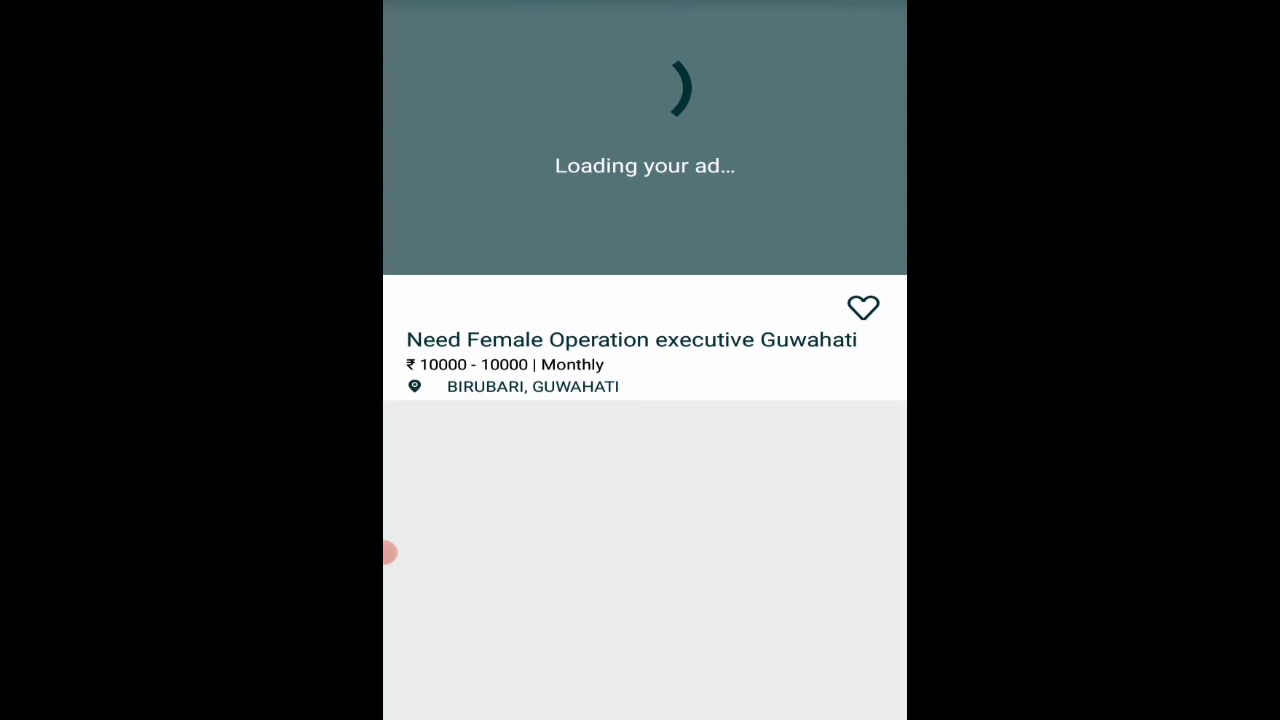 Loading your ad...
Need Female Operation executive Guwahati
₹ 10000 - 10000 | Monthly
BIRUBARI, GUWAHATI